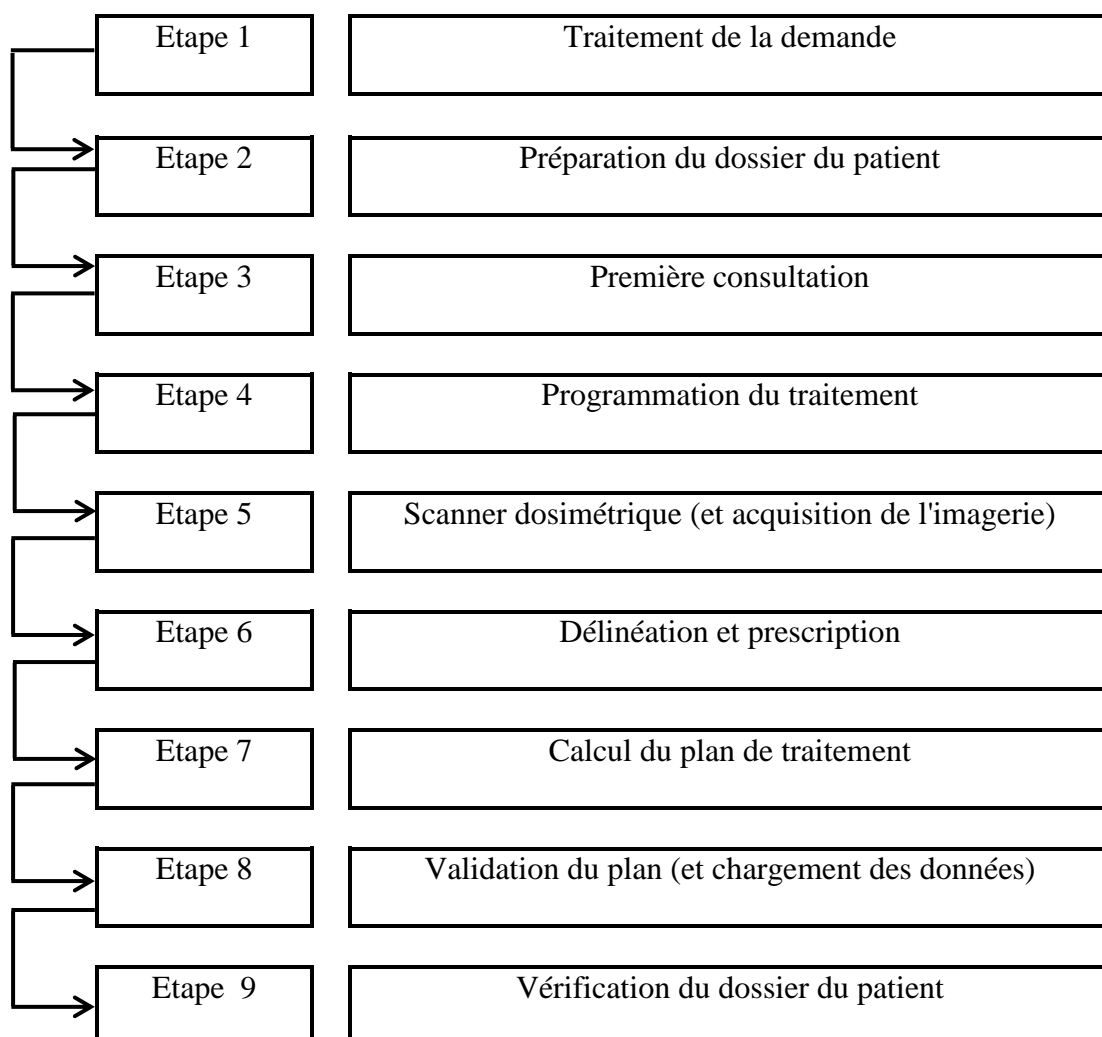 Etape 1 Traitement de la demande
Etape 2 Préparation du dossier du patient
Etape 3 Première consultation
Etape 4 Programmation du traitement
Etape 5 Scanner dosimétrique (et acquisition de l'imagerie)
Etape 6 Délinéation et prescription
Etape 7 Calcul du plan de traitement
Etape 8 Validation du plan (et chargement des données)
Etape 9 Vérification du dossier du patient